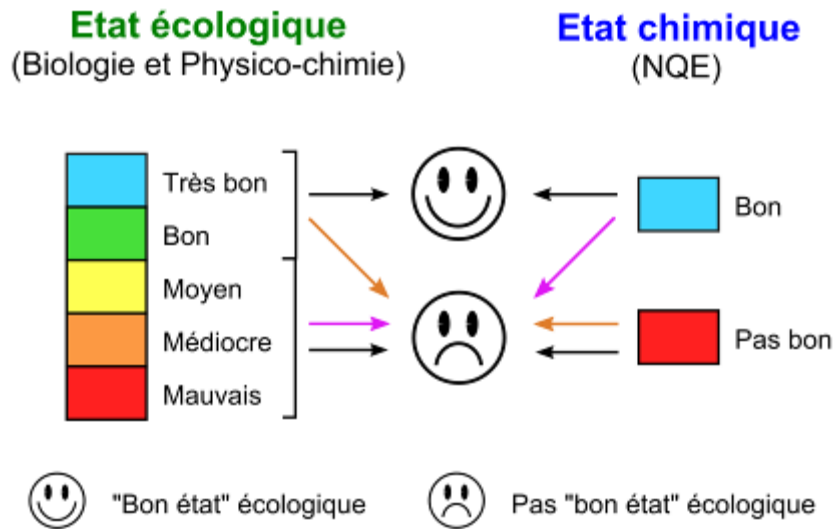 Etat écologique
(Biologie et Physico-chimie)
Etat chimique
(NQE)
Très bon
Bon
Moyen
Médiocre
Mauvais
Bon
Pas bon
"Bon état" écologique
Pas "bon état" écologique